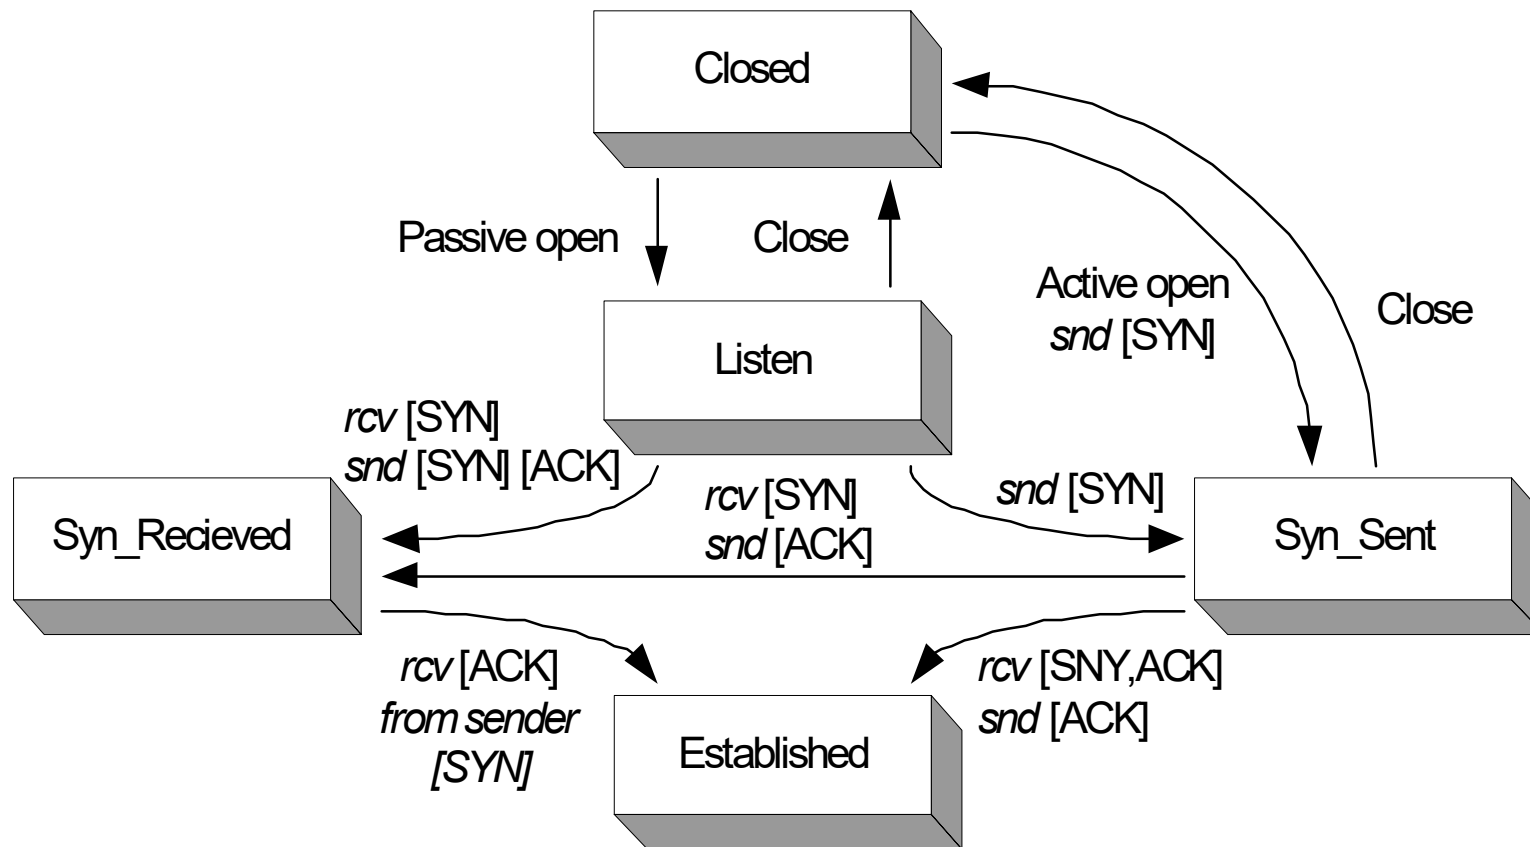 Closed
Passive open
Close
Active open
snd [SYN]
Close
Listen
rcv [SYN]
snd [SYN] [ACK]
rcv [SYN]
snd [ACK]
snd [SYN]
Syn_Recieved
Syn_Sent
rcv [ACK]
from sender
[SYN]
rcv [SNY,ACK]
snd [ACK]
Established